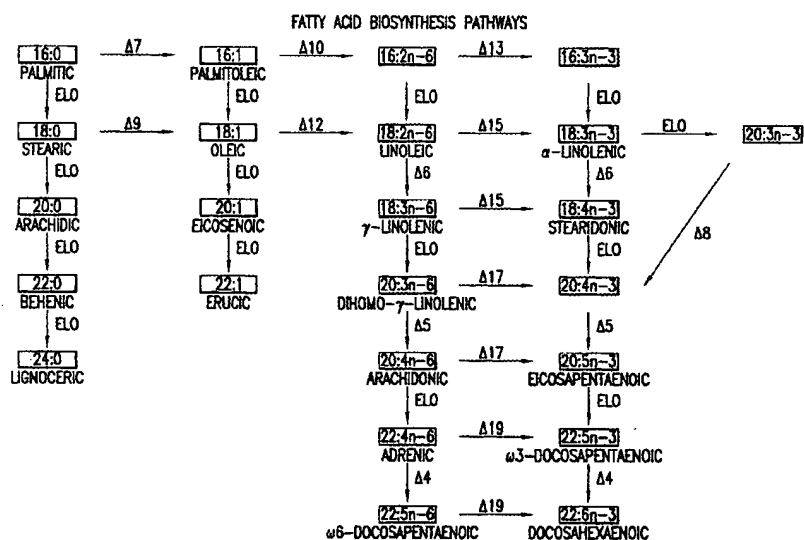 FATTY ACID BIOSYNTHESIS PATHWAYS
16:0 Δ7 16:1 Δ10 16:2n-6 Δ13 16:3n-3
PALMITIC PALMITOLEIC
ELO ELO ELO ELO
18:0 Δ9 18:1 Δ12 18:2n-6 Δ15 18:3n-3 ELO 20:3n-3
STEARIC OLEIC LINOLEIC α-LINOLENIC
ELO ELO Δ6 Δ6
20:0 20:1 18:3n-6 Δ15 18:4n-3
ARACHIDIC EICOSENOIC γ-LINOLENIC STEARIDONIC
Δ8
ELO ELO ELO ELO
22:0 22:1 20:3n-6 Δ17 20:4n-3
BEHENIC ERUCIC DIHOMO-γ-LINOLENIC
ELO Δ5 Δ5
24:0 20:4n-6 Δ17 20:5n-3
LIGNOCERIC ARACHIDONIC EICOSAPENTAENOIC
ELO ELO
22:4n-6 Δ19 22:5n-3
ADRENIC ω3-DOCOSAPENTAENOIC
Δ4 Δ4
22:5n-6 Δ19 22:6n-3
ω6-DOCOSAPENTAENOIC DOCOSAHEXAENOIC